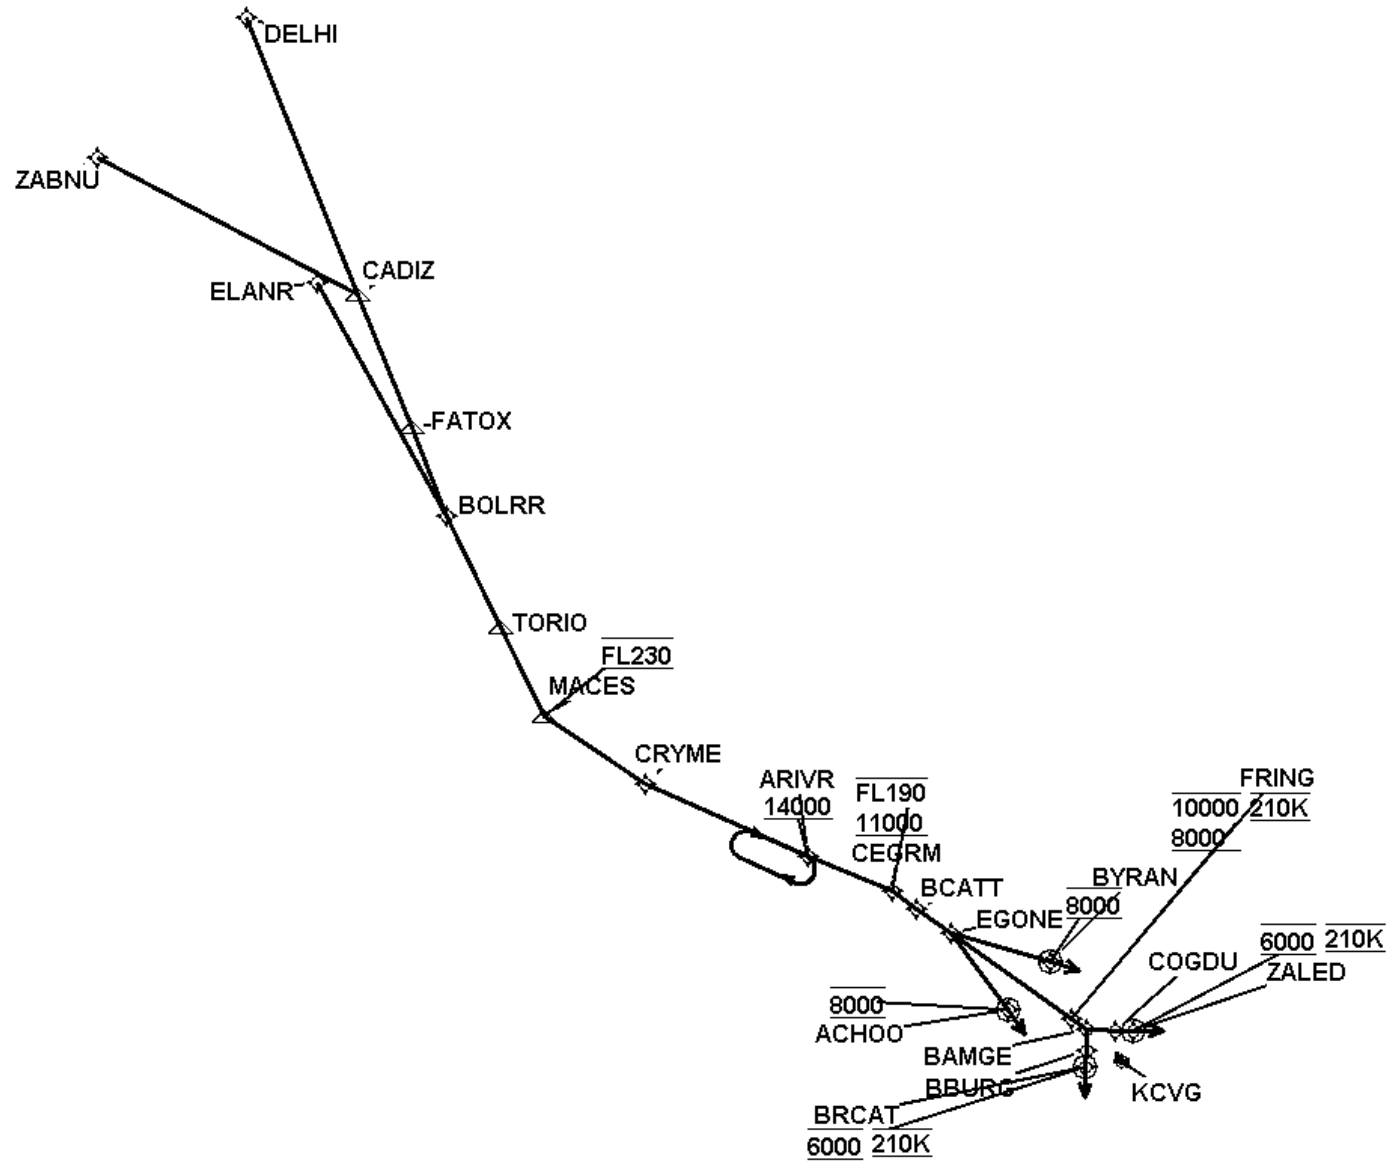 DELHI
ZABNU
CADIZ
ELANR
FATOX
BOLRR
TORIO
FL230
MACES
CRYME
ARIVR
14000
FL190
11000
CEGRM
FRING
10000 210K
8000
BCATT
BYRAN
8000
EGONE
6000 210K
COGDU
ZALED
8000
ACHOO
BAMGE
BBURG
KCVG
BRCAT
6000 210K